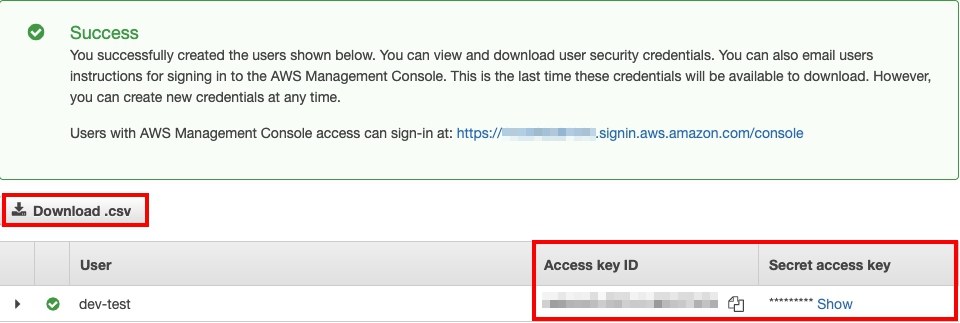 Success
You successfully created the users shown below. You can view and download user security credentials. You can also email users
instructions for signing in to the AWS Management Console. This is the last time these credentials will be available to download. However,
you can create new credentials at any time.
Users with AWS Management Console access can sign-in at: https://.signin.aws.amazon.com/console
Download .csv
User Access key ID Secret access key
dev-test ********* Show